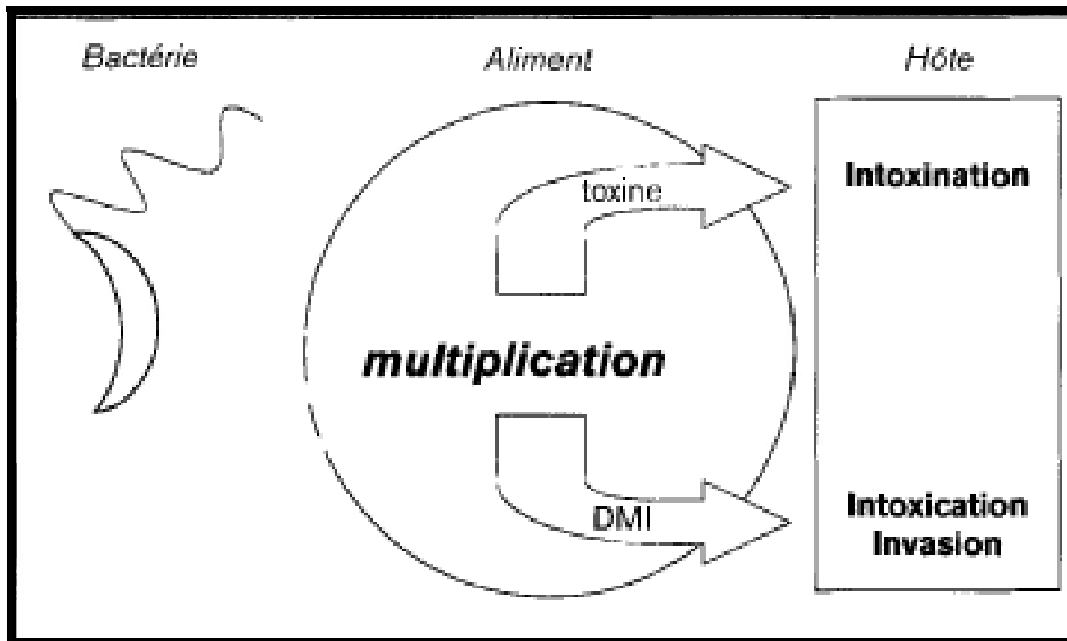 Bactérie
Aliment
Hôte
toxine
Intoxination
multiplication
DMI
Intoxication
Invasion